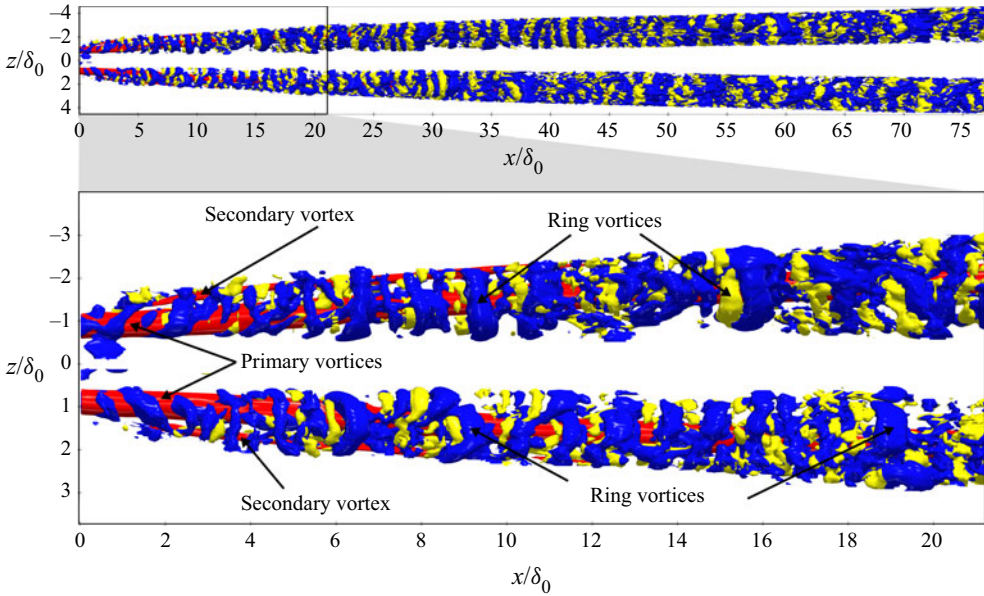 –4
–2
z/δ0
0
2
4
0 5 10 15 20 25 30 35 40 45 50 55 60 65 70 75
x/δ0
Secondary vortex
Ring vortices
–3
–2
–1
Primary vortices
z/δ0
0
1
2
3
Secondary vortex
Ring vortices
0 2 4 6 8 10 12 14 16 18 20
x/δ0